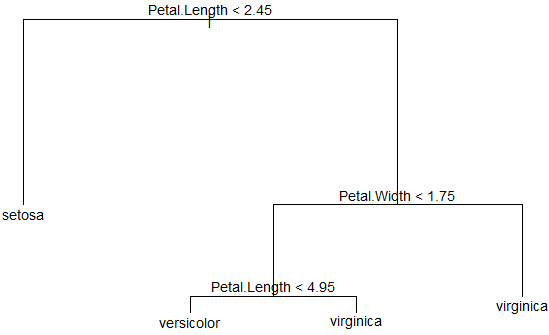 Petal.Length < 2.45
Petal.Width < 1.75
setosa
Petal.Length < 4.95
virginica
versicolor
virginica